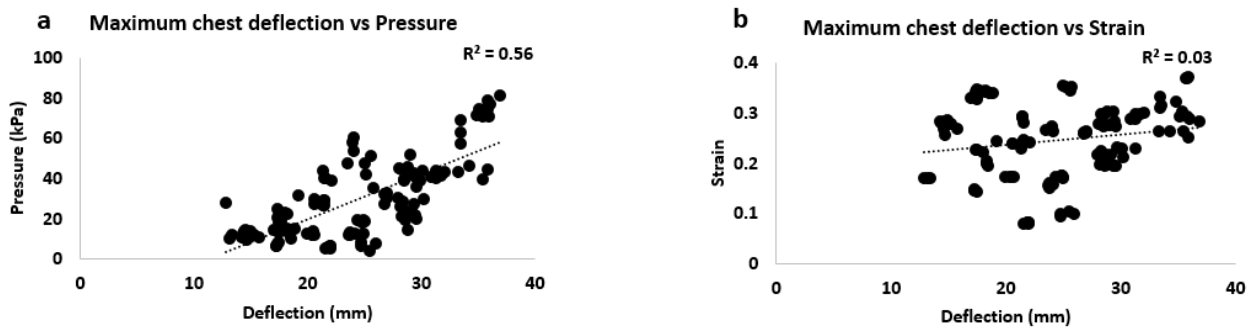 a
Maximum chest deflection vs Pressure
R² = 0.56
100
80
60
40
20
0
Pressure (kPa)
0 10 20 30 40
Deflection (mm)
b
Maximum chest deflection vs Strain
R² = 0.03
0.4
0.3
0.2
0.1
0
Strain
0 10 20 30 40
Deflection (mm)